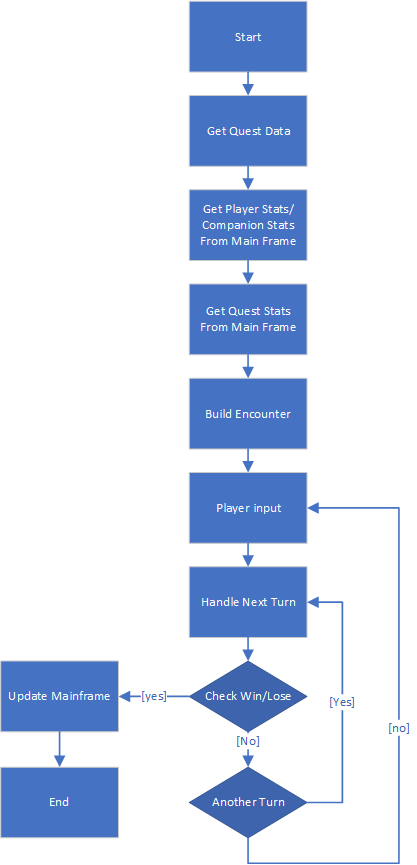 Start
Get Quest Data
Get Player Stats/
Companion Stats
From Main Frame
Get Quest Stats
From Main Frame
Build Encounter
Player input
Handle Next Turn
Update Mainframe
[yes]
Check Win/Lose
[Yes]
[no]
[No]
End
Another Turn